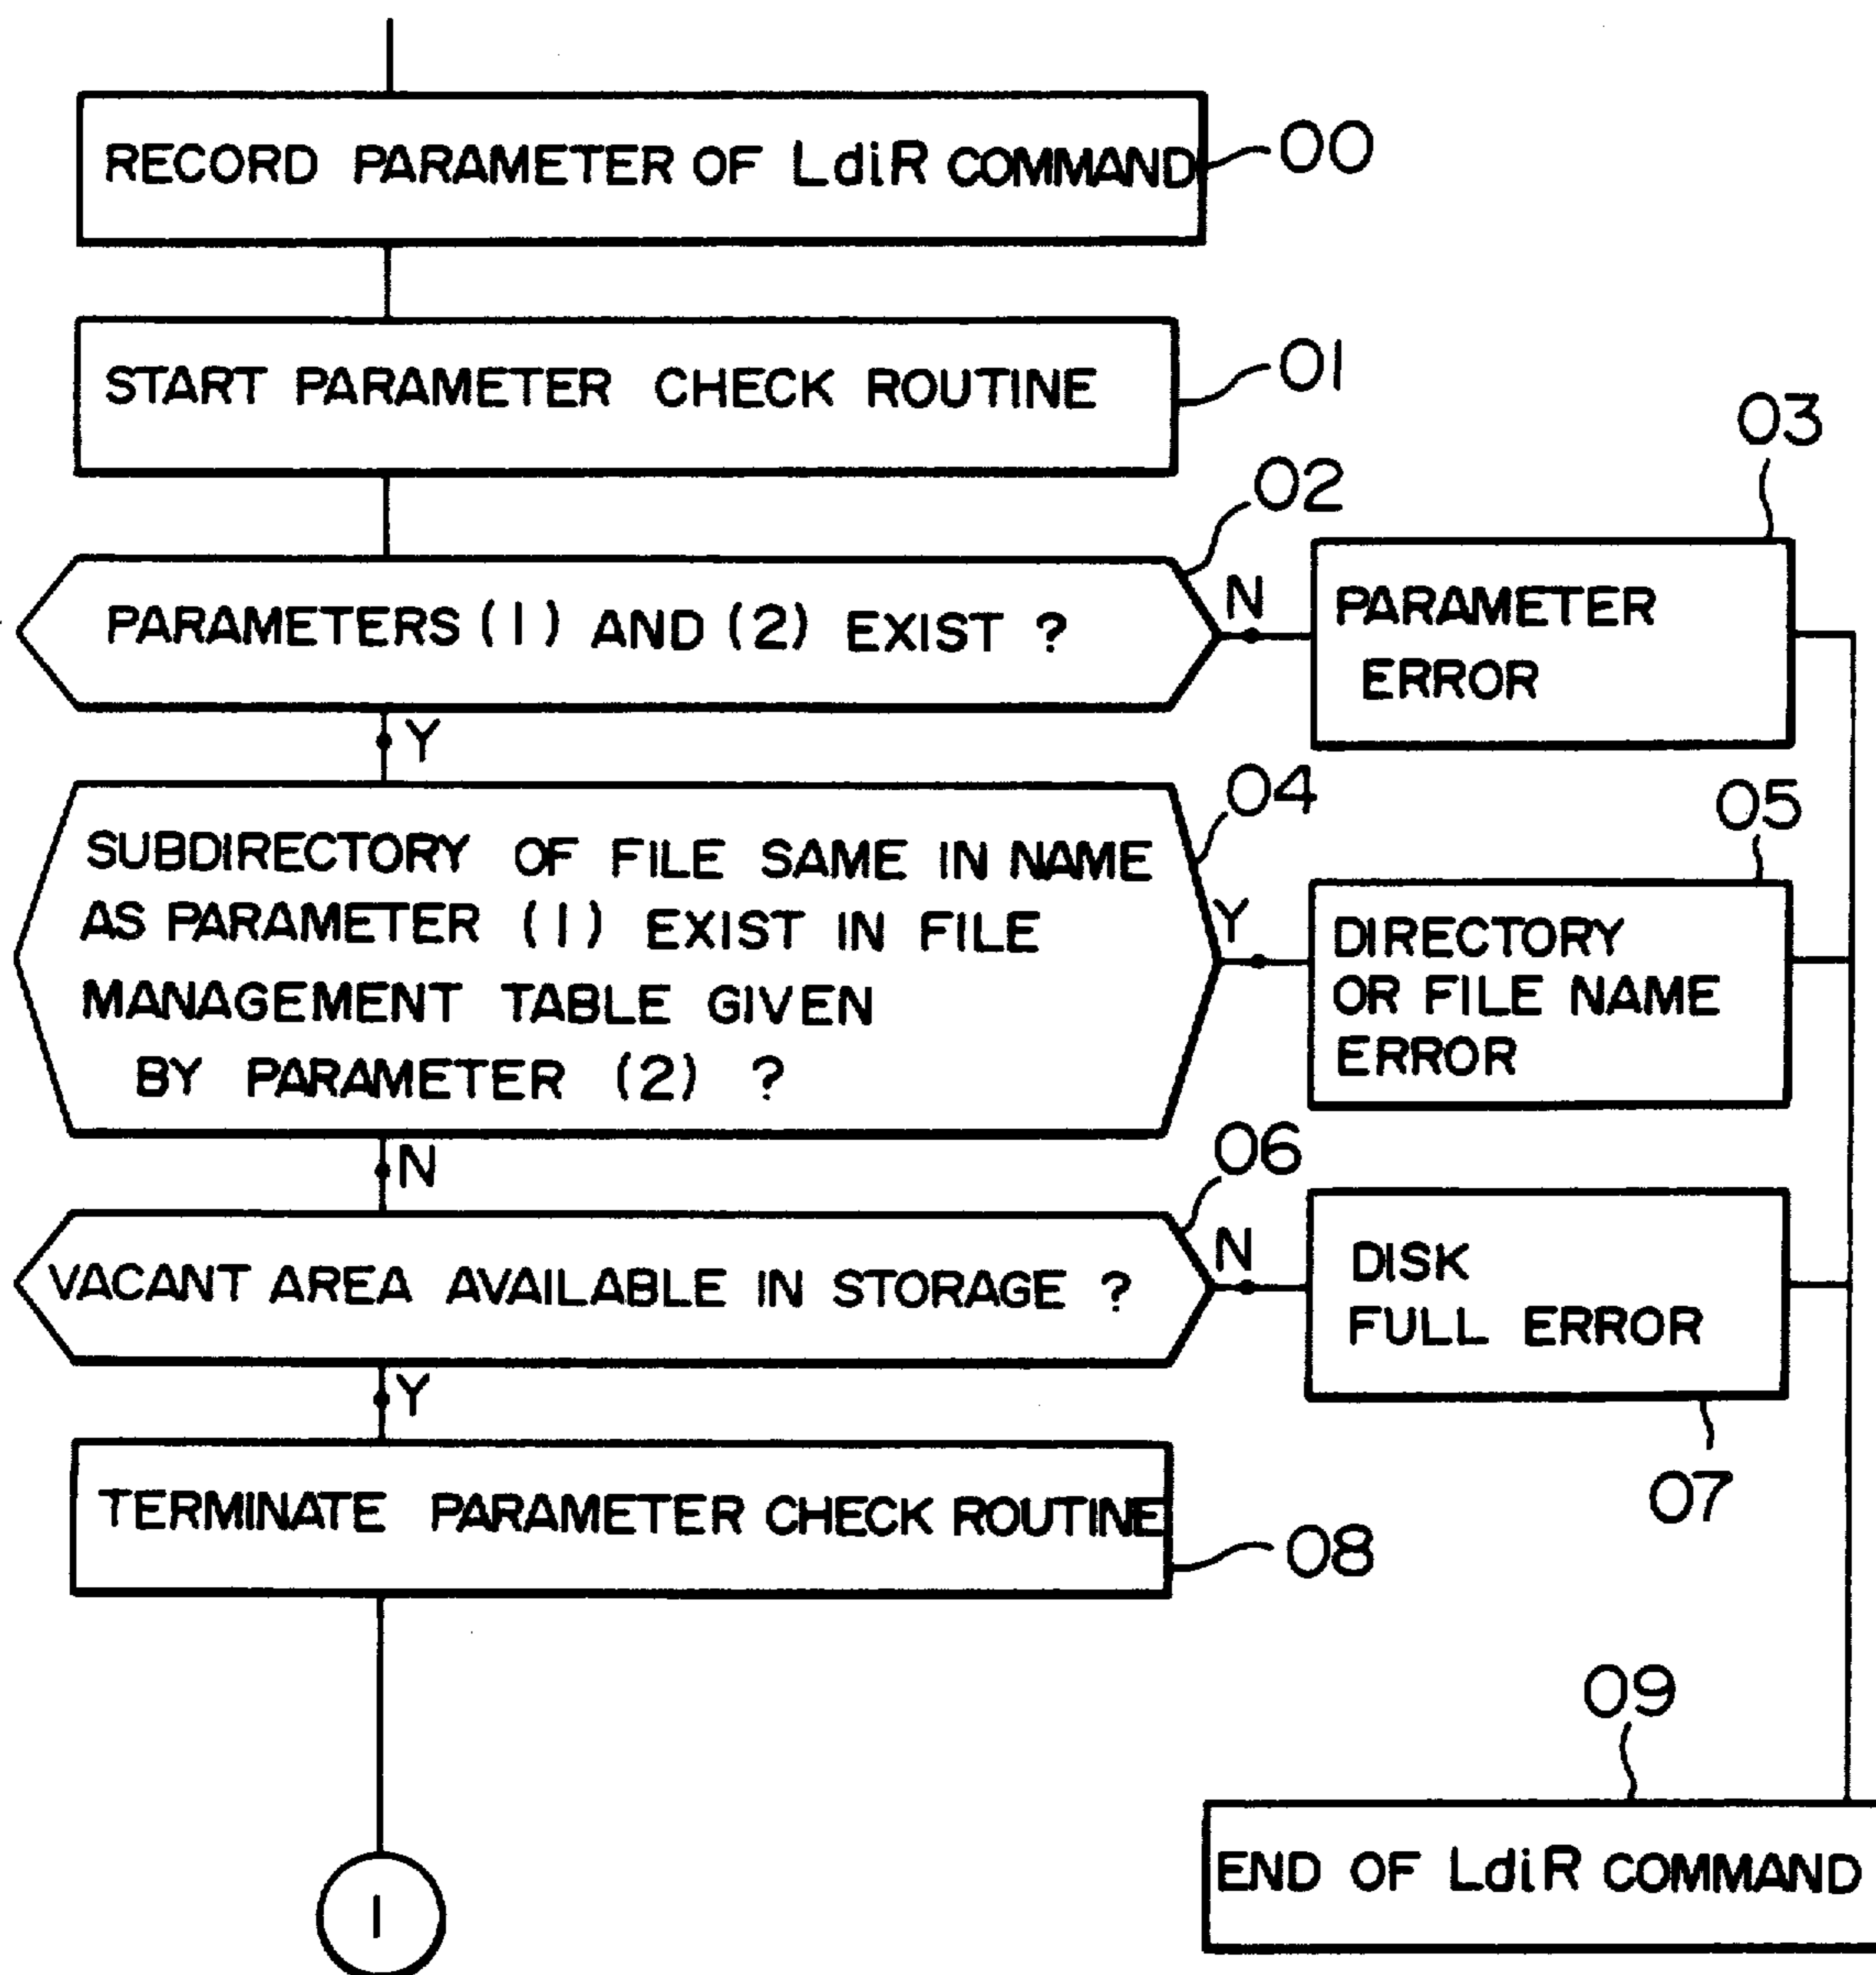 RECORD PARAMETER OF LdiR COMMAND
00
START PARAMETER CHECK ROUTINE
01
02
03
PARAMETERS (1) AND (2) EXIST ?
N
PARAMETER
ERROR
Y
04
05
SUBDIRECTORY OF FILE SAME IN NAME
AS PARAMETER (1) EXIST IN FILE
MANAGEMENT TABLE GIVEN
BY PARAMETER (2) ?
Y
DIRECTORY
OR FILE NAME
ERROR
N
06
VACANT AREA AVAILABLE IN STORAGE ?
N
DISK
FULL ERROR
07
Y
TERMINATE PARAMETER CHECK ROUTINE
08
09
END OF LdiR COMMAND
1